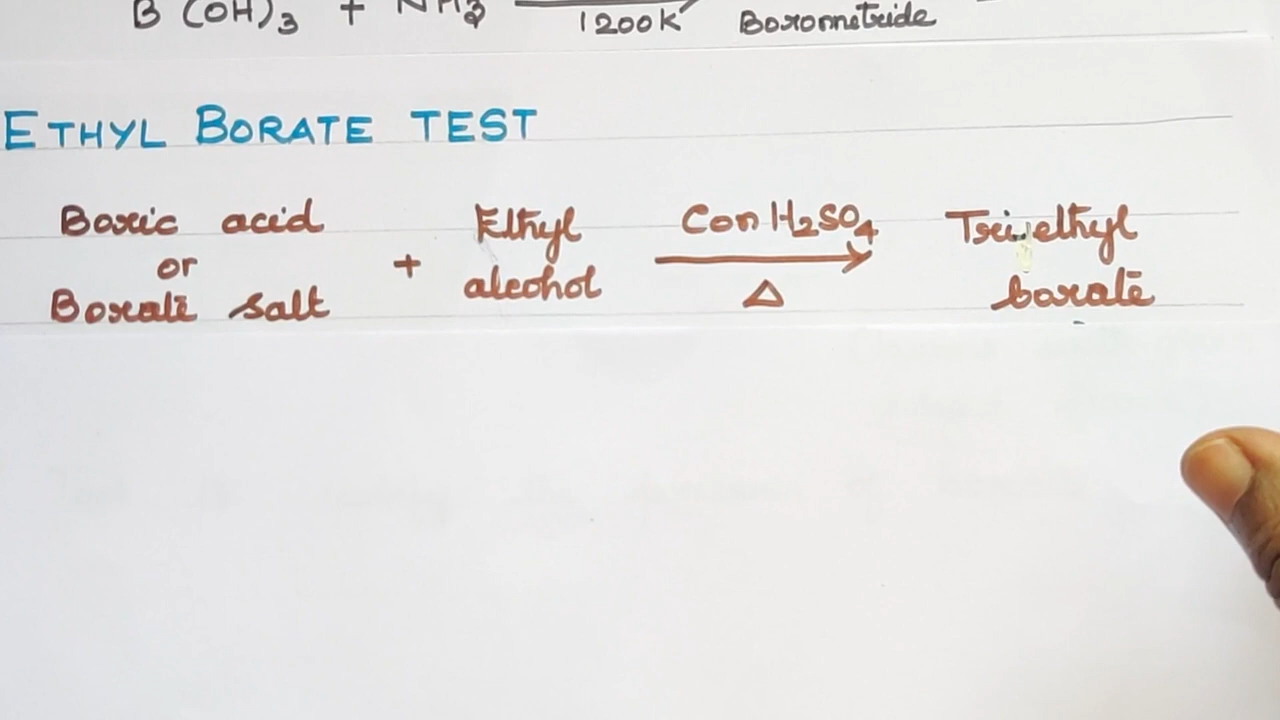 B (OH)3 + NH3 1200K Boronnitride
ETHYL BORATE TEST
Boric acid
or
Borate salt
+
Ethyl
alcohol
Con H2SO4
Δ
Triethyl
borate